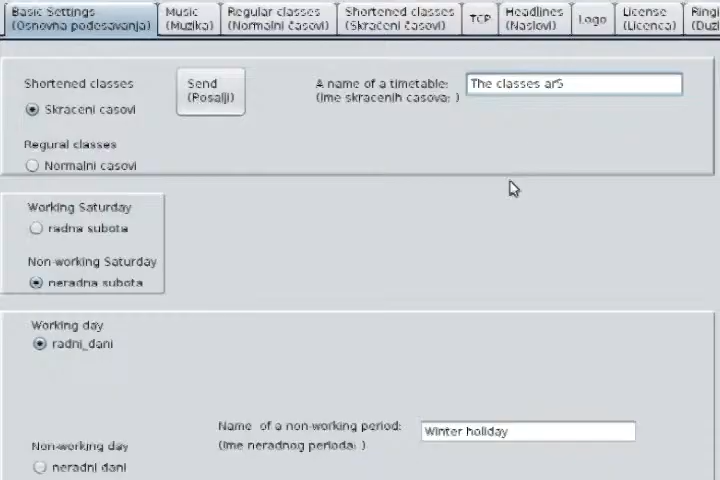 Basic Settings
(Osnovna podesavanja)
Music
(Muzika)
Regular classes
(Normalni časovi)
Shortened classes
(Skraćeni časovi)
TCP
Headlines
(Naslovi)
Logo
License
(Licenca)
Shortened classes
Skraceni casovi
Send
(Posalji)
A name of a timetable:
(Ime skracenih casova: )
The classes ar5
Regural classes
Normalni casovi
Working Saturday
radna subota
Non-working Saturday
neradna subota
Working day
radni_dani
Name of a non-working period:
(Ime neradnog perioda: )
Winter holiday
Non-working day
neradni dani